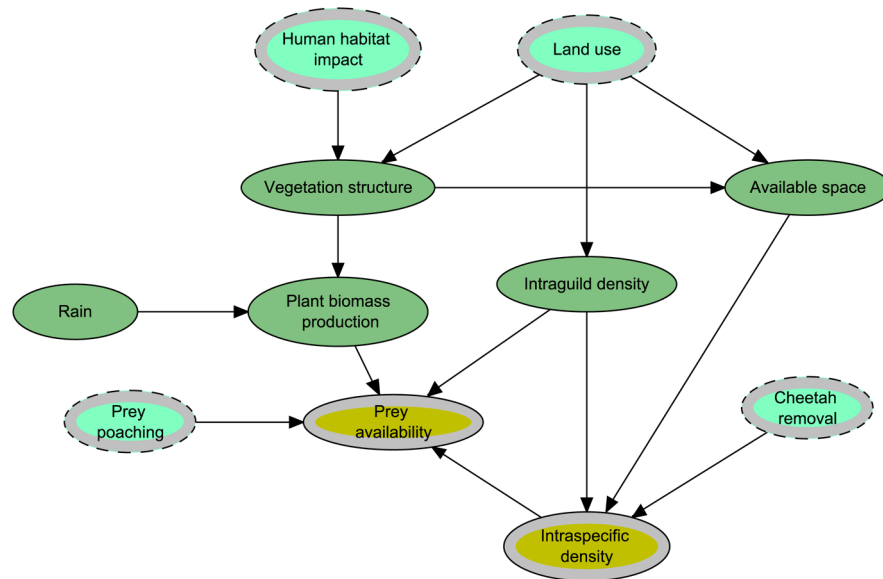 Human habitat
impact
Land use
Vegetation structure
Available space
Rain
Plant biomass
production
Intraguild density
Prey
poaching
Prey
availability
Cheetah
removal
Intraspecific
density